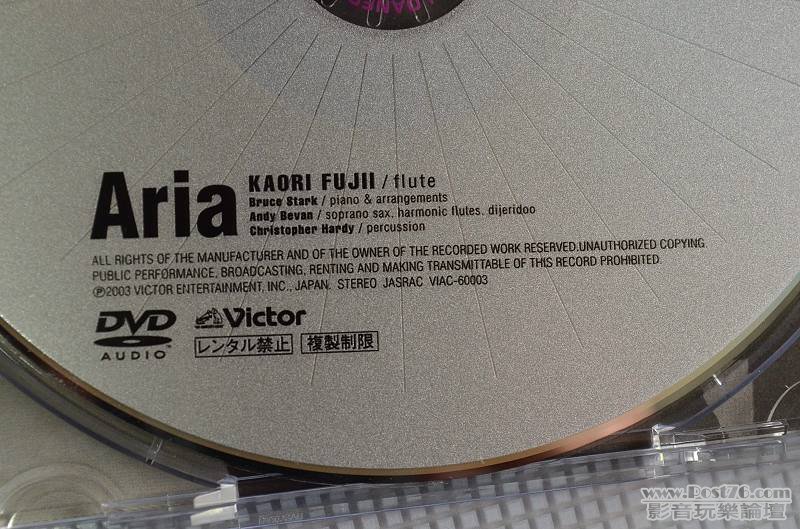 Aria
KAORI FUJII / flute
Bruce Stark / piano & arrangements
Andy Bevan / soprano sax, harmonic flutes, dijeridoo
Christopher Hardy / percussion
ALL RIGHTS OF THE MANUFACTURER AND OF THE OWNER OF THE RECORDED WORK RESERVED.UNAUTHORIZED COPYING.
PUBLIC PERFORMANCE, BROADCASTING, RENTING AND MAKING TRANSMITTABLE OF THIS RECORD PROHIBITED.
℗2003 VICTOR ENTERTAINMENT, INC., JAPAN. STEREO JASRAC VIAC-60003
DVD AUDIO Victor
レンタル禁止 複製制限
www.Post76.com
影音玩樂論壇